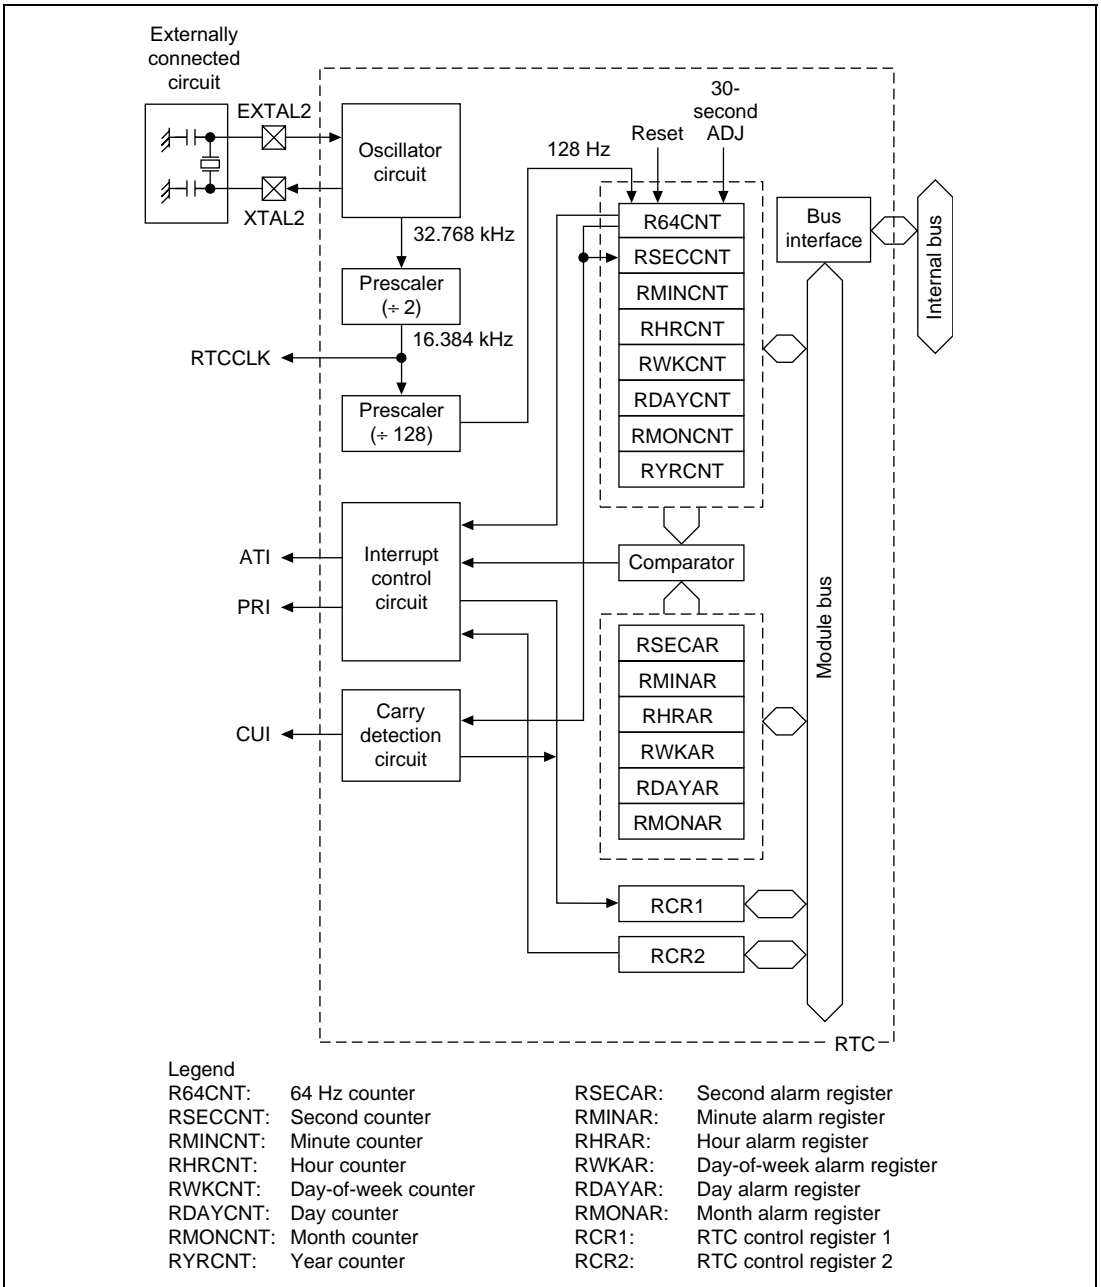 Externally
connected
circuit
EXTAL2
XTAL2
Oscillator
circuit
32.768 kHz
Prescaler
(÷ 2)
16.384 kHz
RTCCLK
Prescaler
(÷ 128)
128 Hz
Reset
30-
second
ADJ
R64CNT
RSECCNT
RMINCNT
RHRCNT
RWKCNT
RDAYCNT
RMONCNT
RYRCNT
Bus
interface
Internal bus
Module bus
ATI
PRI
Interrupt
control
circuit
Comparator
CUI
Carry
detection
circuit
RSECAR
RMINAR
RHRAR
RWKAR
RDAYAR
RMONAR
RCR1
RCR2
RTC
Legend
R64CNT: 64 Hz counter
RSECCNT: Second counter
RMINCNT: Minute counter
RHRCNT: Hour counter
RWKCNT: Day-of-week counter
RDAYCNT: Day counter
RMONCNT: Month counter
RYRCNT: Year counter
RSECAR: Second alarm register
RMINAR: Minute alarm register
RHRAR: Hour alarm register
RWKAR: Day-of-week alarm register
RDAYAR: Day alarm register
RMONAR: Month alarm register
RCR1: RTC control register 1
RCR2: RTC control register 2